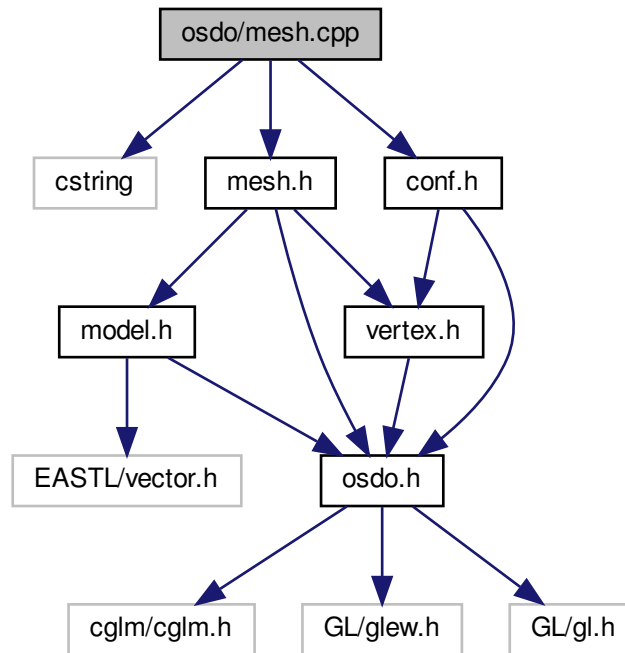 osdo/mesh.cpp
cstring
mesh.h
conf.h
model.h
vertex.h
EASTL/vector.h
osdo.h
cglm/cglm.h
GL/glew.h
GL/gl.h